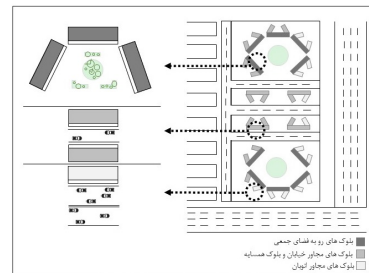 بلوک های رو به فضای جمعی
بلوک های مجاور خیابان و بلوک همسایه
بلوک های مجاور اتوبان